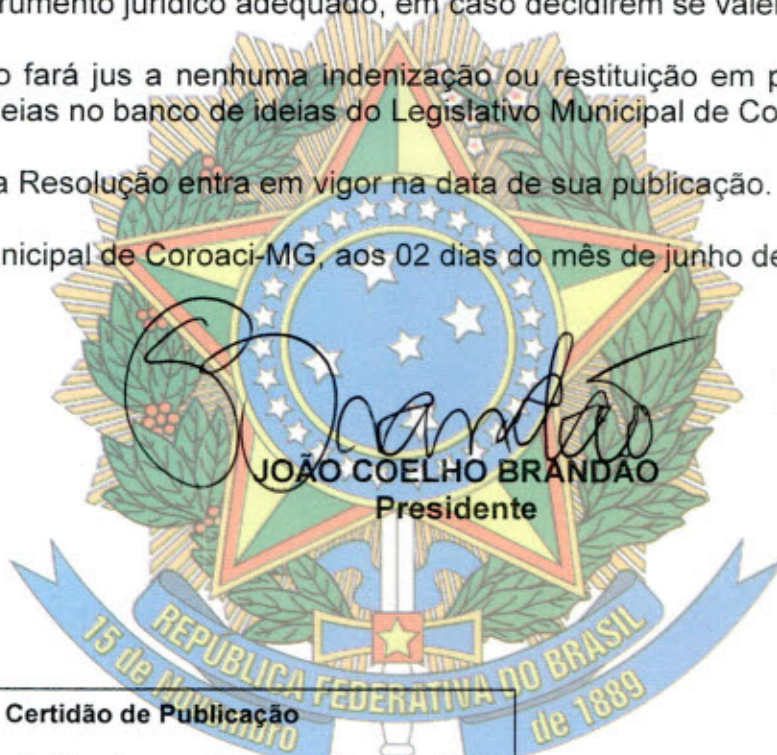 rumento jurídico adequado, em caso decidirem se valer
o fará jus a nenhuma indenização ou restituição em p
eias no banco de ideias do Legislativo Municipal de Co
a Resolução entra em vigor na data de sua publicação.
nicipal de Coroaci-MG, aos 02 dias do mês de junho de
Brandão
JOÃO COELHO BRANDÃO
Presidente
REPÚBLICA FEDERATIVA DO BRASIL
15 de Novembro de 1889
Certidão de Publicação